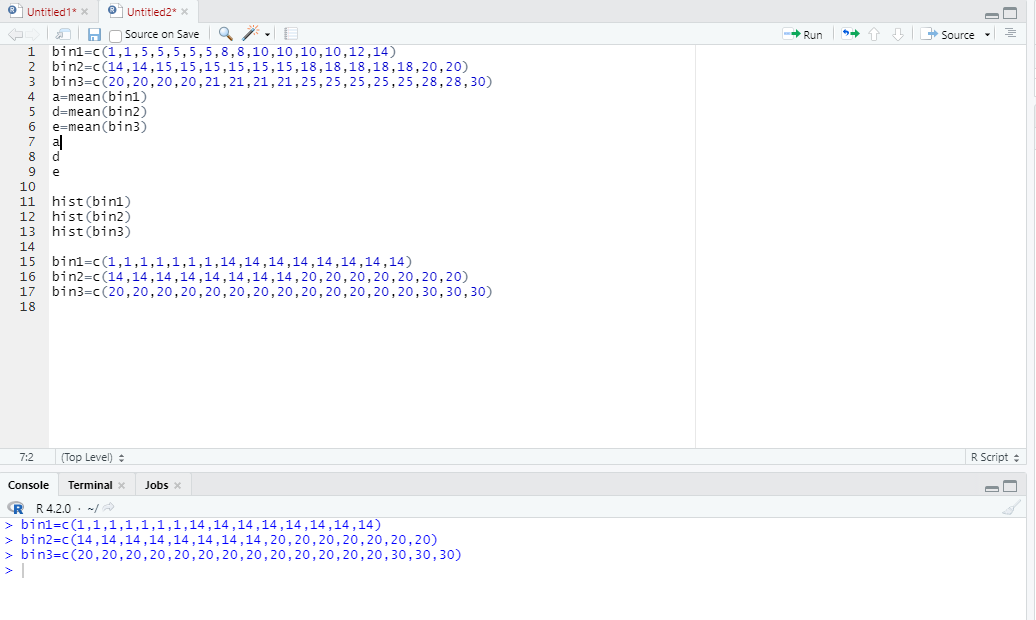 Untitled1* × Untitled2* ×
Source on Save Run Source
1 bin1=c(1,1,5,5,5,5,5,8,8,10,10,10,10,12,14)
2 bin2=c(14,14,15,15,15,15,15,15,18,18,18,18,18,20,20)
3 bin3=c(20,20,20,20,21,21,21,21,25,25,25,25,25,28,28,30)
4 a=mean(bin1)
5 d=mean(bin2)
6 e=mean(bin3)
7 a
8 d
9 e
10
11 hist(bin1)
12 hist(bin2)
13 hist(bin3)
14
15 bin1=c(1,1,1,1,1,1,1,14,14,14,14,14,14,14,14)
16 bin2=c(14,14,14,14,14,14,14,14,20,20,20,20,20,20,20)
17 bin3=c(20,20,20,20,20,20,20,20,20,20,20,20,20,30,30,30)
18
7:2 (Top Level) R Script
Console Terminal × Jobs ×
R R 4.2.0 · ~/
> bin1=c(1,1,1,1,1,1,1,14,14,14,14,14,14,14,14)
> bin2=c(14,14,14,14,14,14,14,14,20,20,20,20,20,20,20)
> bin3=c(20,20,20,20,20,20,20,20,20,20,20,20,20,30,30,30)
>